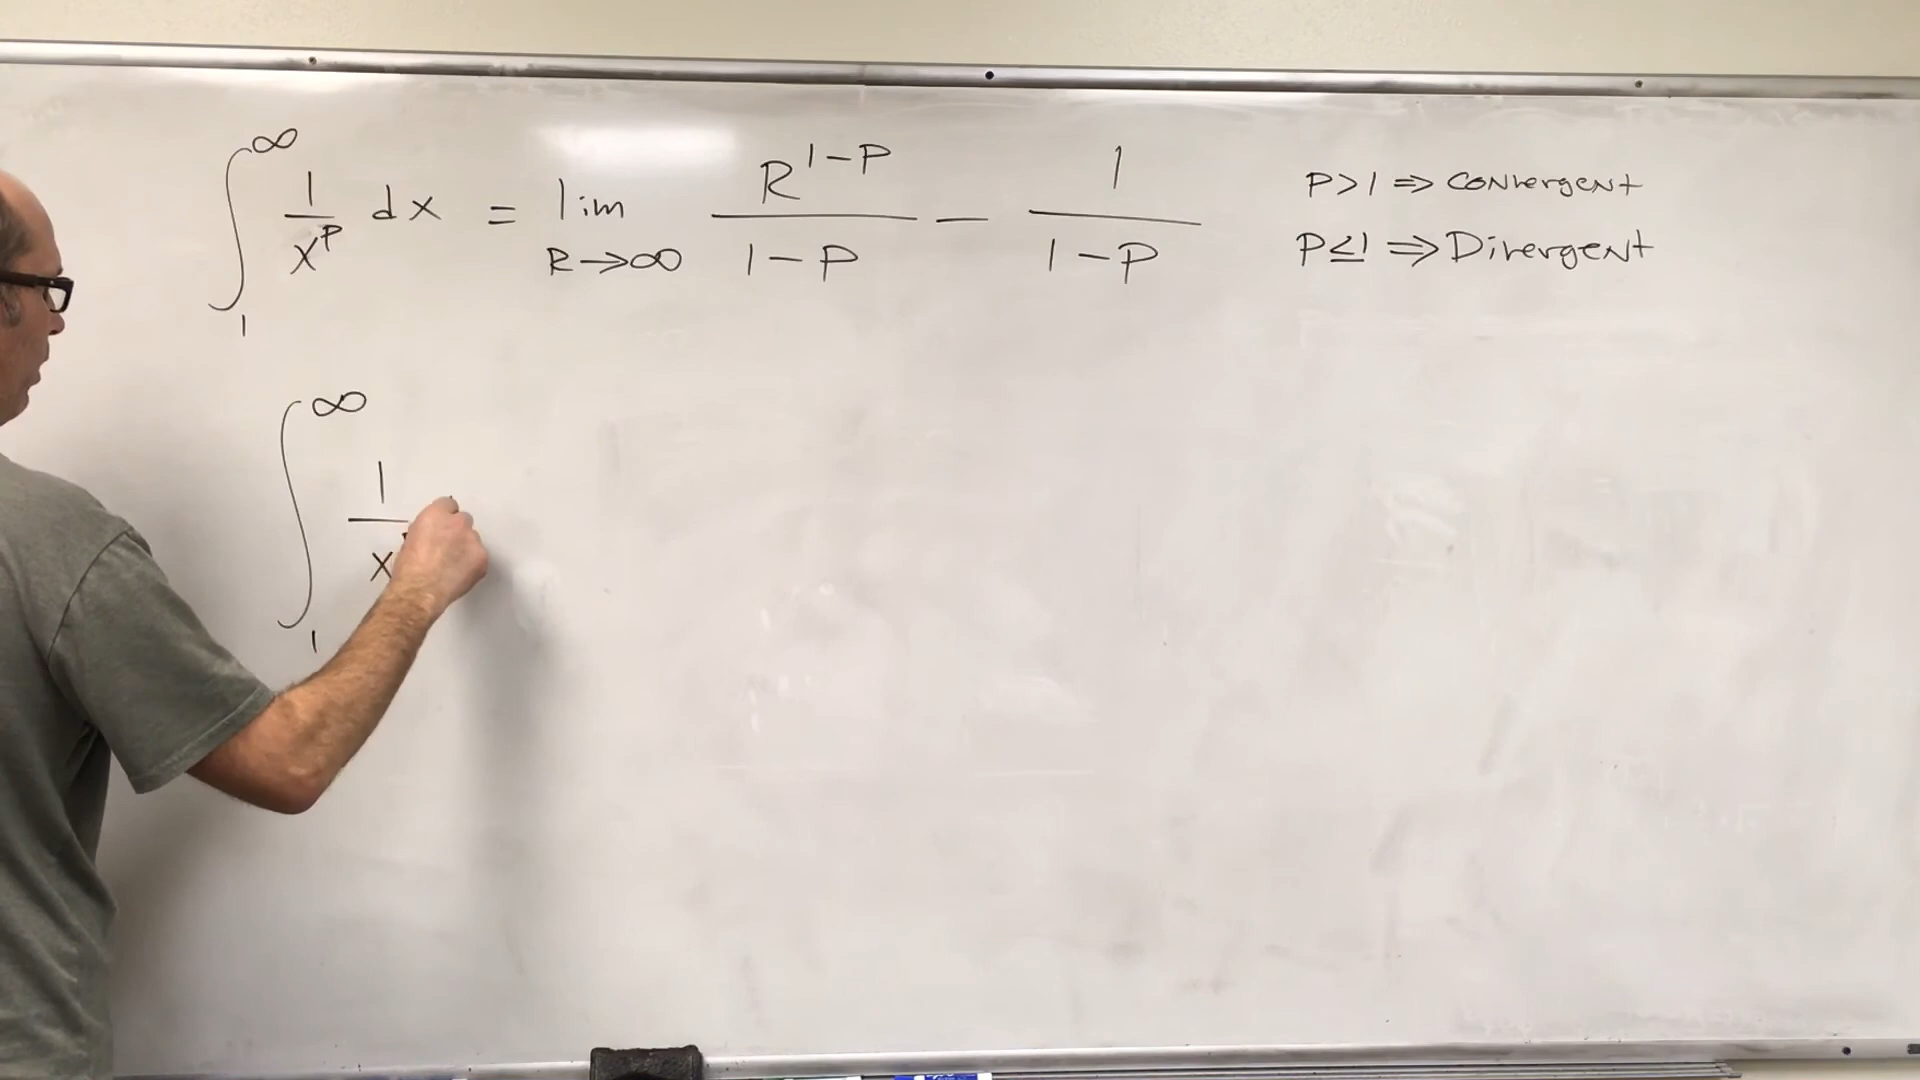 ∫₁^∞ 1/x^P dx = lim R→∞ R^(1-P)/(1-P) - 1/(1-P)
P>1 ⇒ Convergent
P≤1 ⇒ Divergent
∫₁^∞ 1/x